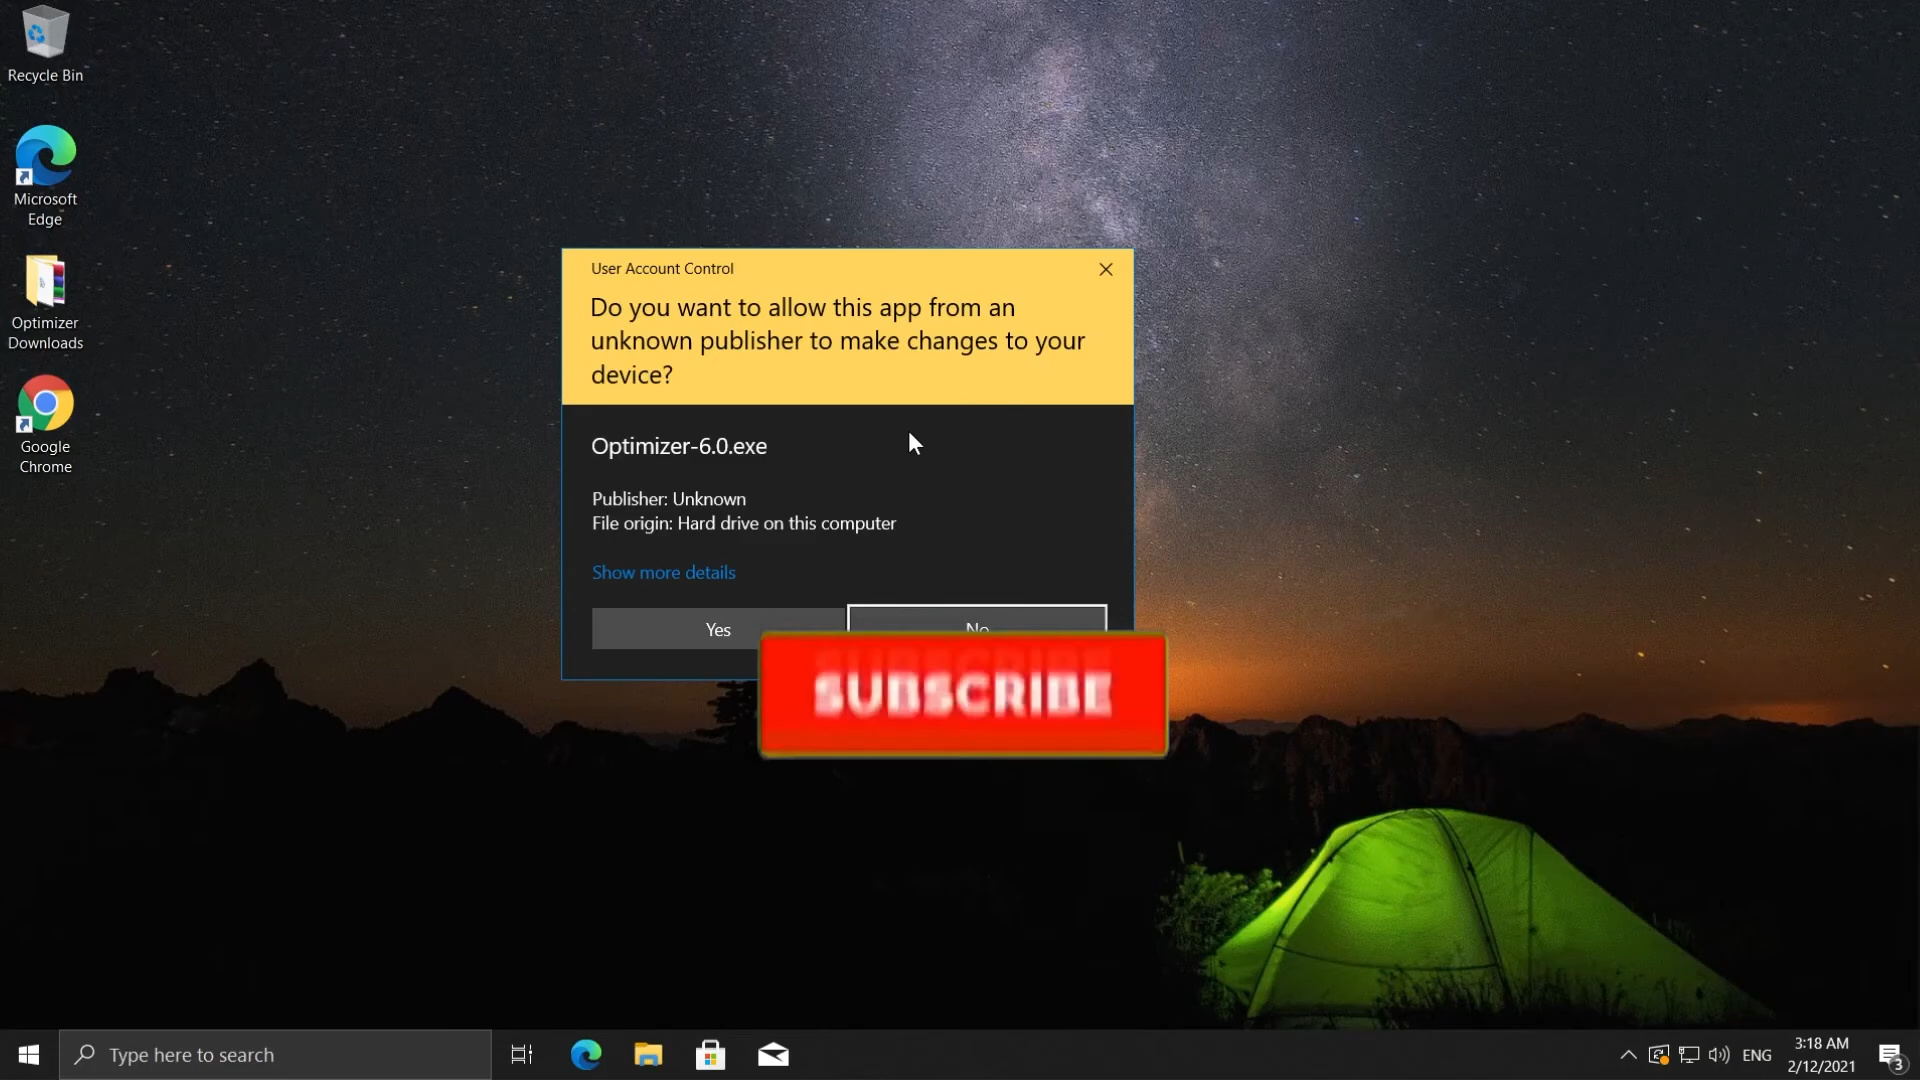 Recycle Bin
Microsoft
Edge
Optimizer
Downloads
Google
Chrome
User Account Control
Do you want to allow this app from an
unknown publisher to make changes to your
device?
Optimizer-6.0.exe
Publisher: Unknown
File origin: Hard drive on this computer
Show more details
Yes
No
SUBSCRIBE
Type here to search
ENG
3:18 AM
2/12/2021
3